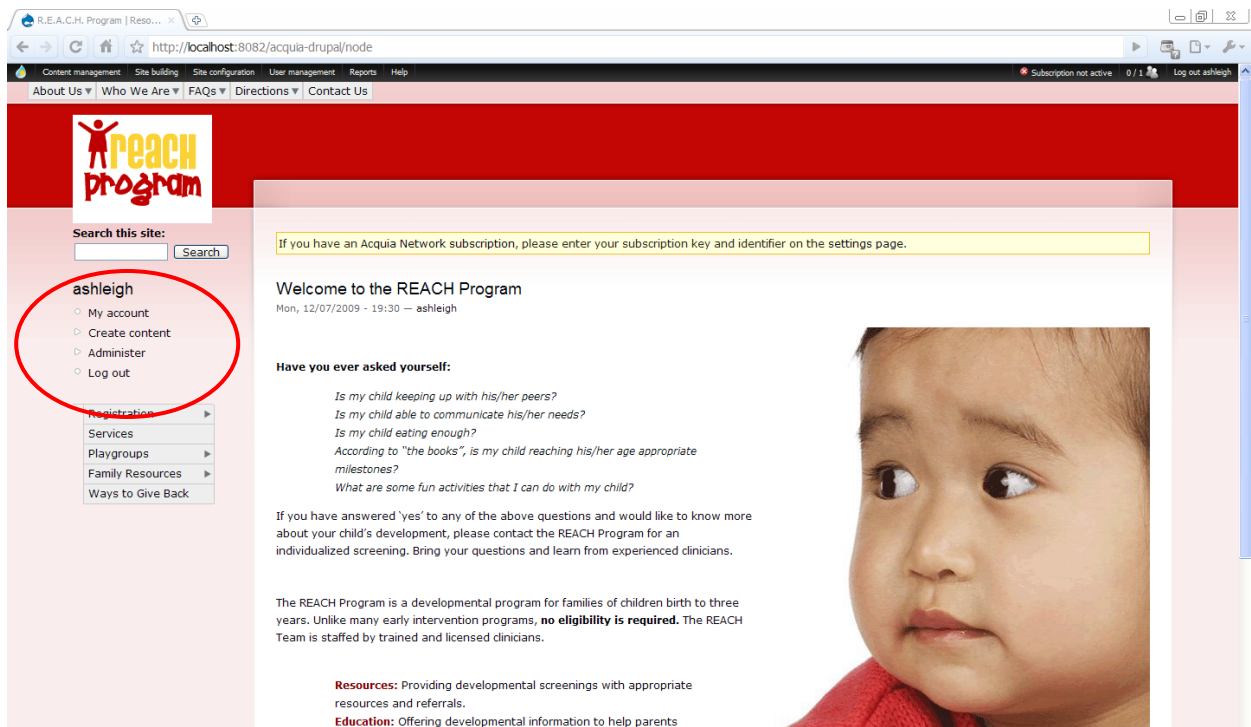 R.E.A.C.H. Program | Reso...
http://localhost:8082/acquia-drupal/node
Content management Site building Site configuration User management Reports Help Subscription not active 0 / 1 Log out ashleigh
About Us Who We Are FAQs Directions Contact Us
reach
program
Search this site:
Search
If you have an Acquia Network subscription, please enter your subscription key and identifier on the settings page.
ashleigh
My account
Create content
Administer
Log out
Registration
Services
Playgroups
Family Resources
Ways to Give Back
Welcome to the REACH Program
Mon, 12/07/2009 - 19:30 — ashleigh
Have you ever asked yourself:
Is my child keeping up with his/her peers?
Is my child able to communicate his/her needs?
Is my child eating enough?
According to "the books", is my child reaching his/her age appropriate
milestones?
What are some fun activities that I can do with my child?
If you have answered 'yes' to any of the above questions and would like to know more
about your child's development, please contact the REACH Program for an
individualized screening. Bring your questions and learn from experienced clinicians.
The REACH Program is a developmental program for families of children birth to three
years. Unlike many early intervention programs, no eligibility is required. The REACH
Team is staffed by trained and licensed clinicians.
Resources: Providing developmental screenings with appropriate
resources and referrals.
Education: Offering developmental information to help parents